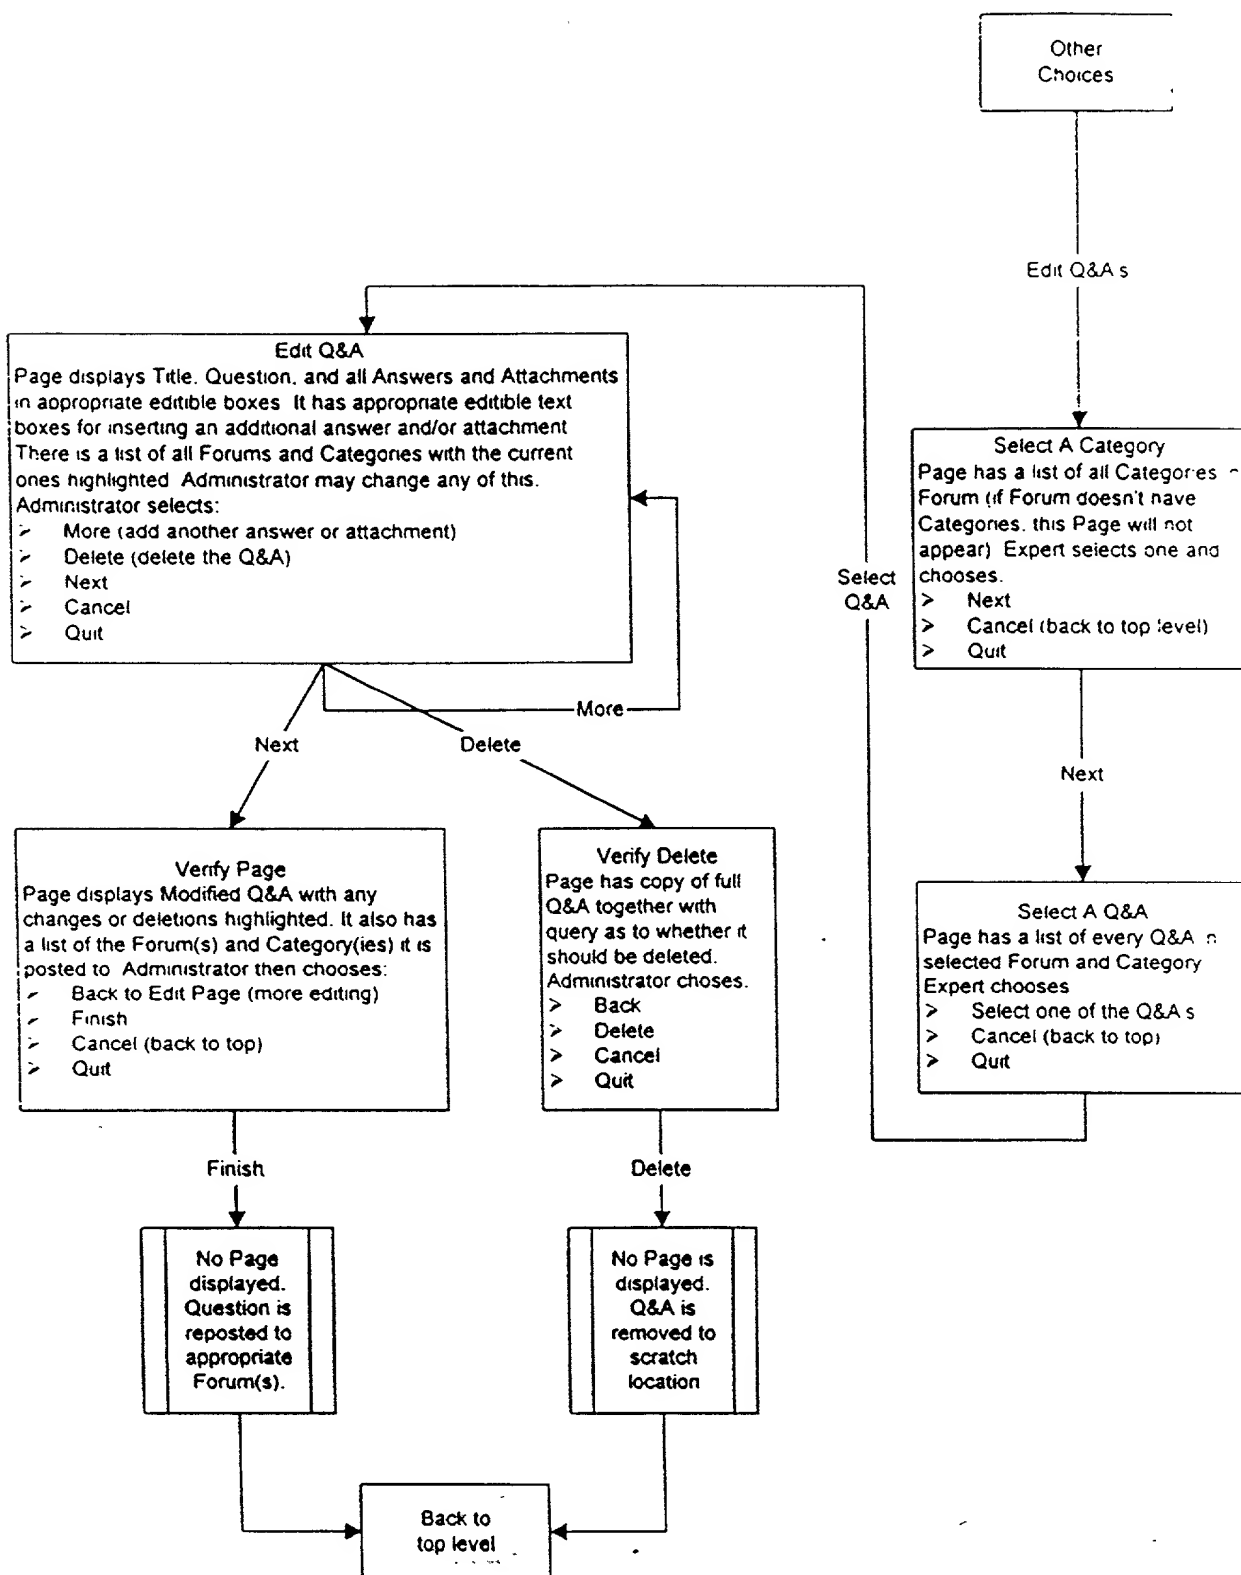 Other
Choices
Edit Q&A s
Edit Q&A
Page displays Title. Question, and all Answers and Attachments
in appropriate editible boxes It has appropriate editible text
boxes for inserting an additional answer and/or attachment
There is a list of all Forums and Categories with the current
ones highlighted Administrator may change any of this.
Administrator selects:
➢ More (add another answer or attachment)
➢ Delete (delete the Q&A)
➢ Next
➢ Cancel
➢ Quit
More
Next
Delete
Select
Q&A
Select A Category
Page has a list of all Categories
Forum (if Forum doesn't have
Categories, this Page will not
appear) Expert selects one and
chooses.
➢ Next
➢ Cancel (back to top level)
➢ Quit
Next
Select A Q&A
Page has a list of every Q&A
selected Forum and Category
Expert chooses
➢ Select one of the Q&A s
➢ Cancel (back to top)
➢ Quit
Verify Page
Page displays Modified Q&A with any
changes or deletions highlighted. It also has
a list of the Forum(s) and Category(ies) it is
posted to Administrator then chooses:
➢ Back to Edit Page (more editing)
➢ Finish
➢ Cancel (back to top)
➢ Quit
Verify Delete
Page has copy of full
Q&A together with
query as to whether it
should be deleted.
Administrator choses.
➢ Back
➢ Delete
➢ Cancel
➢ Quit
Finish
Delete
No Page
displayed.
Question is
reposted to
appropriate
Forum(s).
No Page is
displayed.
Q&A is
removed to
scratch
location
Back to
top level